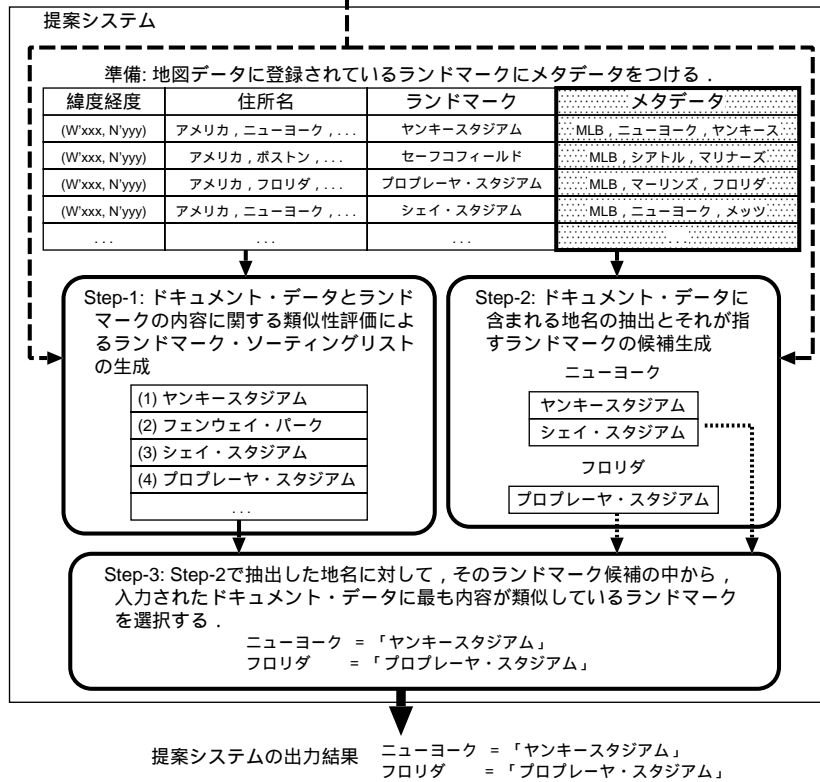 提案システム
準備: 地図データに登録されているランドマークにメタデータをつける．
緯度経度 住所名 ランドマーク メタデータ
(W'xxx, N'yyy) アメリカ，ニューヨーク，. . . ヤンキースタジアム MLB，ニューヨーク，ヤンキース
(W'xxx, N'yyy) アメリカ，ボストン，. . . セーフコフィールド MLB，シアトル，マリナーズ
(W'xxx, N'yyy) アメリカ，フロリダ，. . . プロプレーヤ・スタジアム MLB，マーリンズ，フロリダ
(W'xxx, N'yyy) アメリカ，ニューヨーク，. . . シェイ・スタジアム MLB，ニューヨーク，メッツ
. . . . . . . . . . . .
Step-1: ドキュメント・データとランド
マークの内容に関する類似性評価によ
るランドマーク・ソーティングリスト
の生成
(1) ヤンキースタジアム
(2) フェンウェイ・パーク
(3) シェイ・スタジアム
(4) プロプレーヤ・スタジアム
. . .
Step-2: ドキュメント・データに
含まれる地名の抽出とそれが指
すランドマークの候補生成
ニューヨーク
ヤンキースタジアム
シェイ・スタジアム
フロリダ
プロプレーヤ・スタジアム
Step-3: Step-2で抽出した地名に対して，そのランドマーク候補の中から，
入力されたドキュメント・データに最も内容が類似しているランドマーク
を選択する．
ニューヨーク =「ヤンキースタジアム」
フロリダ =「プロプレーヤ・スタジアム」
提案システムの出力結果 ニューヨーク =「ヤンキースタジアム」
フロリダ =「プロプレーヤ・スタジアム」